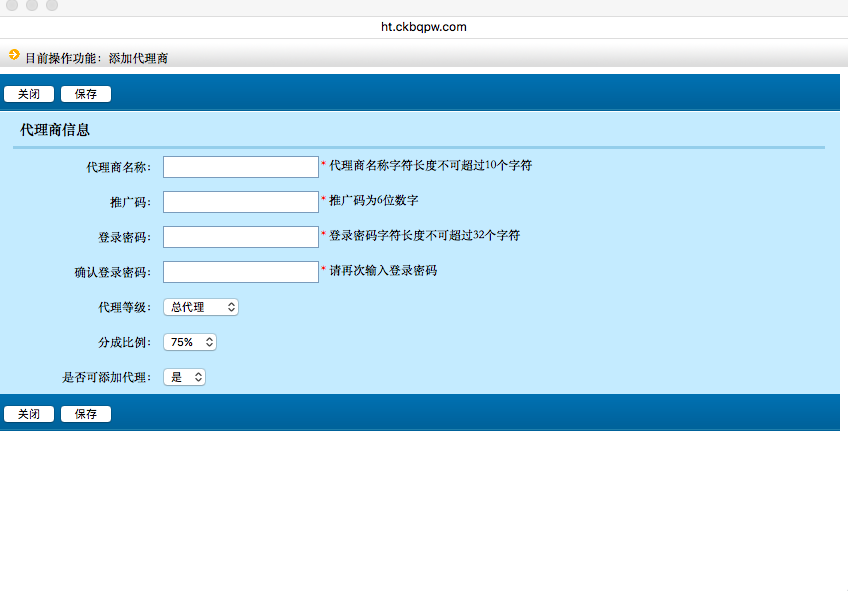 ht.ckbqpw.com
目前操作功能：添加代理商
关闭 保存
代理商信息
代理商名称： * 代理商名称字符长度不可超过10个字符
推广码： * 推广码为6位数字
登录密码： * 登录密码字符长度不可超过32个字符
确认登录密码： * 请再次输入登录密码
代理等级： 总代理
分成比例： 75%
是否可添加代理： 是
关闭 保存